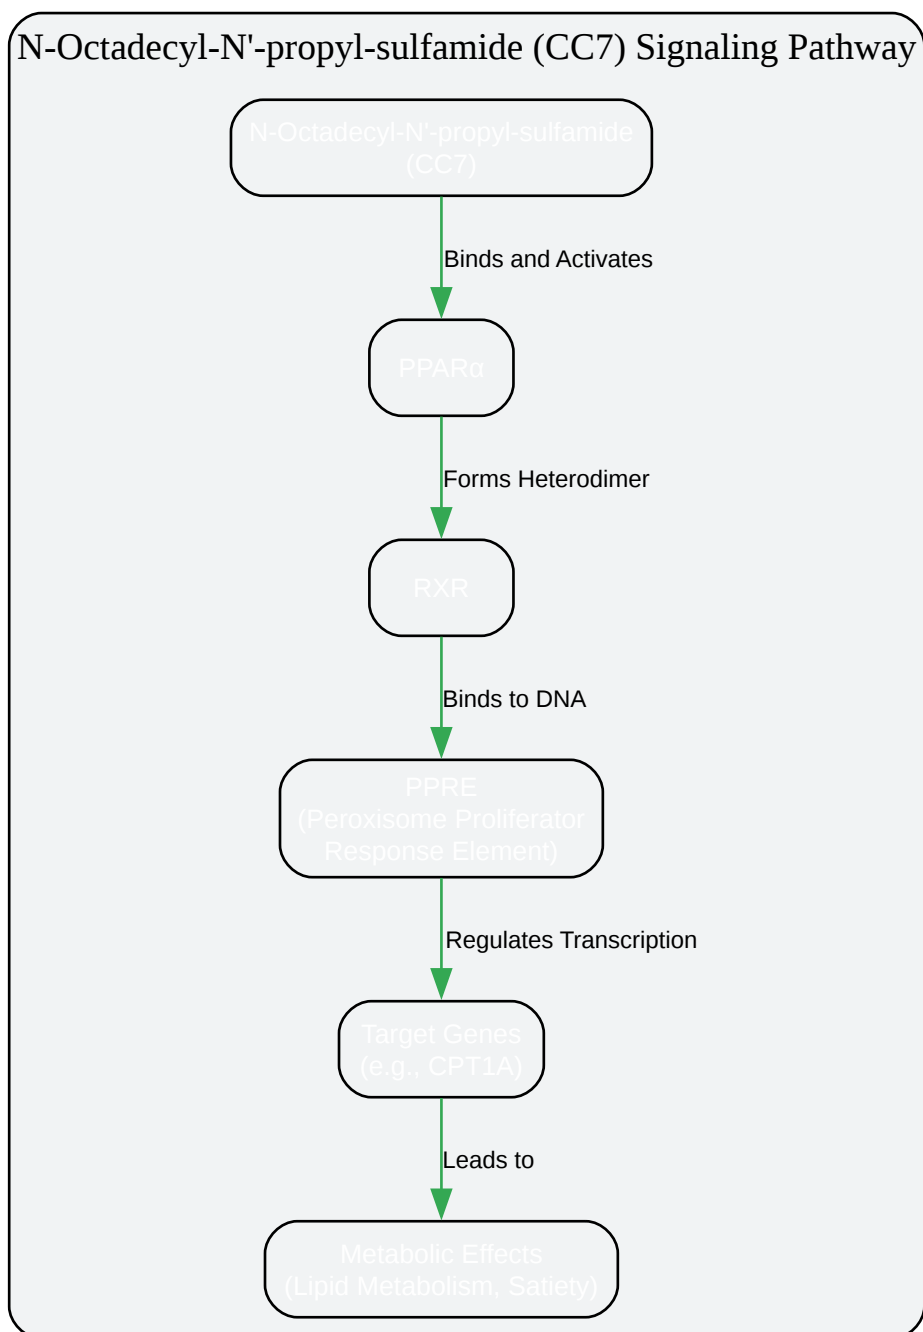 N-Octadecyl-N'-propyl-sulfamide (CC7) Signaling Pathway
N-Octadecyl-N'-propyl-sulfamide
(CC7)
Binds and Activates
PPARα
Forms Heterodimer
RXR
Binds to DNA
PPRE
(Peroxisome Proliferator
Response Element)
Regulates Transcription
Target Genes
(e.g., CPT1A)
Leads to
Metabolic Effects
(Lipid Metabolism, Satiety)